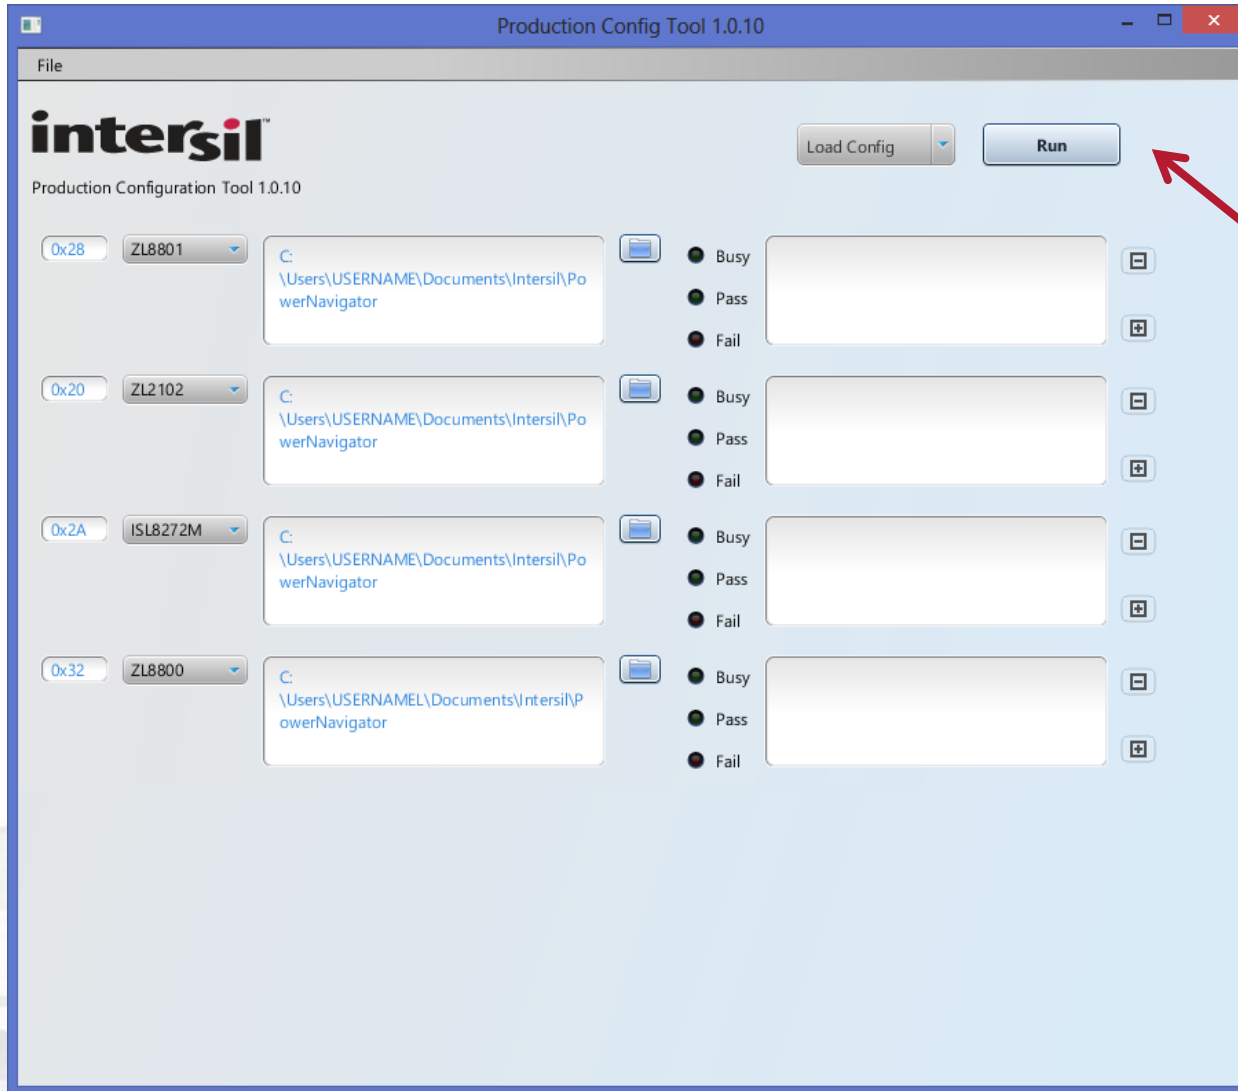 Production Config Tool 1.0.10
File
intersil™
Load Config
Run
Production Configuration Tool 1.0.10
0x28
ZL8801
C:
\Users\USERNAME\Documents\Intersil\Po
werNavigator
Busy
Pass
Fail
0x20
ZL2102
C:
\Users\USERNAME\Documents\Intersil\Po
werNavigator
Busy
Pass
Fail
0x2A
ISL8272M
C:
\Users\USERNAME\Documents\Intersil\Po
werNavigator
Busy
Pass
Fail
0x32
ZL8800
C:
\Users\USERNAMEL\Documents\Intersil\P
owerNavigator
Busy
Pass
Fail